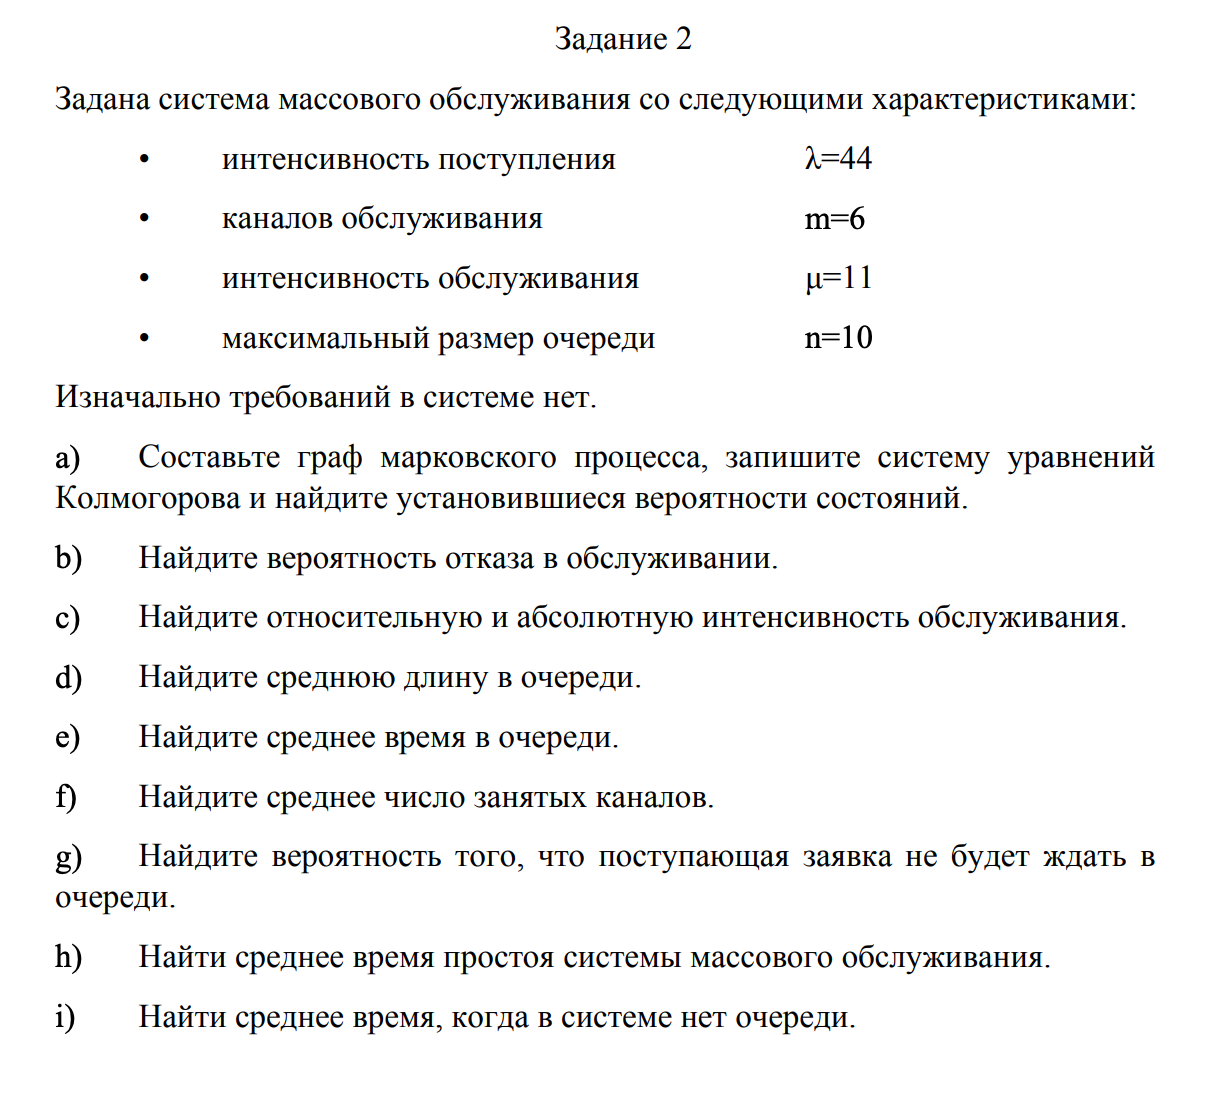 Задание 2
Задана система массового обслуживания со следующими характеристиками:
• интенсивность поступления λ=44
• каналов обслуживания m=6
• интенсивность обслуживания μ=11
• максимальный размер очереди n=10
Изначально требований в системе нет.
a) Составьте граф марковского процесса, запишите систему уравнений
Колмогорова и найдите установившиеся вероятности состояний.
b) Найдите вероятность отказа в обслуживании.
c) Найдите относительную и абсолютную интенсивность обслуживания.
d) Найдите среднюю длину в очереди.
e) Найдите среднее время в очереди.
f) Найдите среднее число занятых каналов.
g) Найдите вероятность того, что поступающая заявка не будет ждать в
очереди.
h) Найти среднее время простоя системы массового обслуживания.
i) Найти среднее время, когда в системе нет очереди.